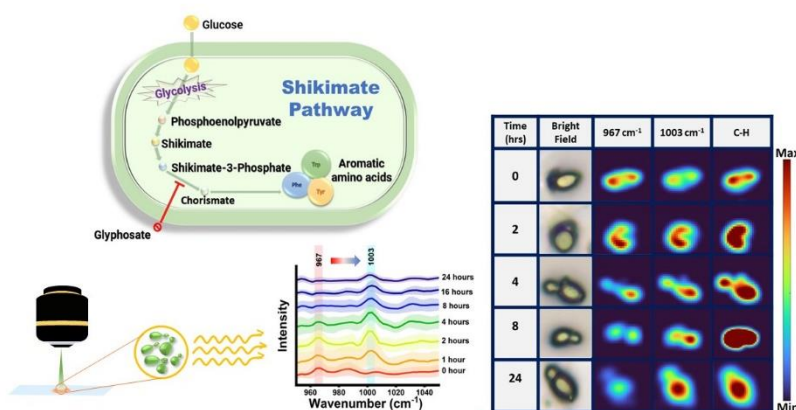 Glucose
Glycolysis
Shikimate
Pathway
Phosphoenolpyruvate
Shikimate
Shikimate-3-Phosphate
Aromatic
amino acids
Trp
Phe
Tyr
Chorismate
Glyphosate
967
1003
24 hours
16 hours
8 hours
4 hours
2 hours
1 hour
0 hour
Intensity
960
980
1000
1020
1040
Wavenumber (cm-1)
Time
(hrs)
Bright
Field
967 cm-1
1003 cm-1
C-H
0
2
4
8
24
Max
Min